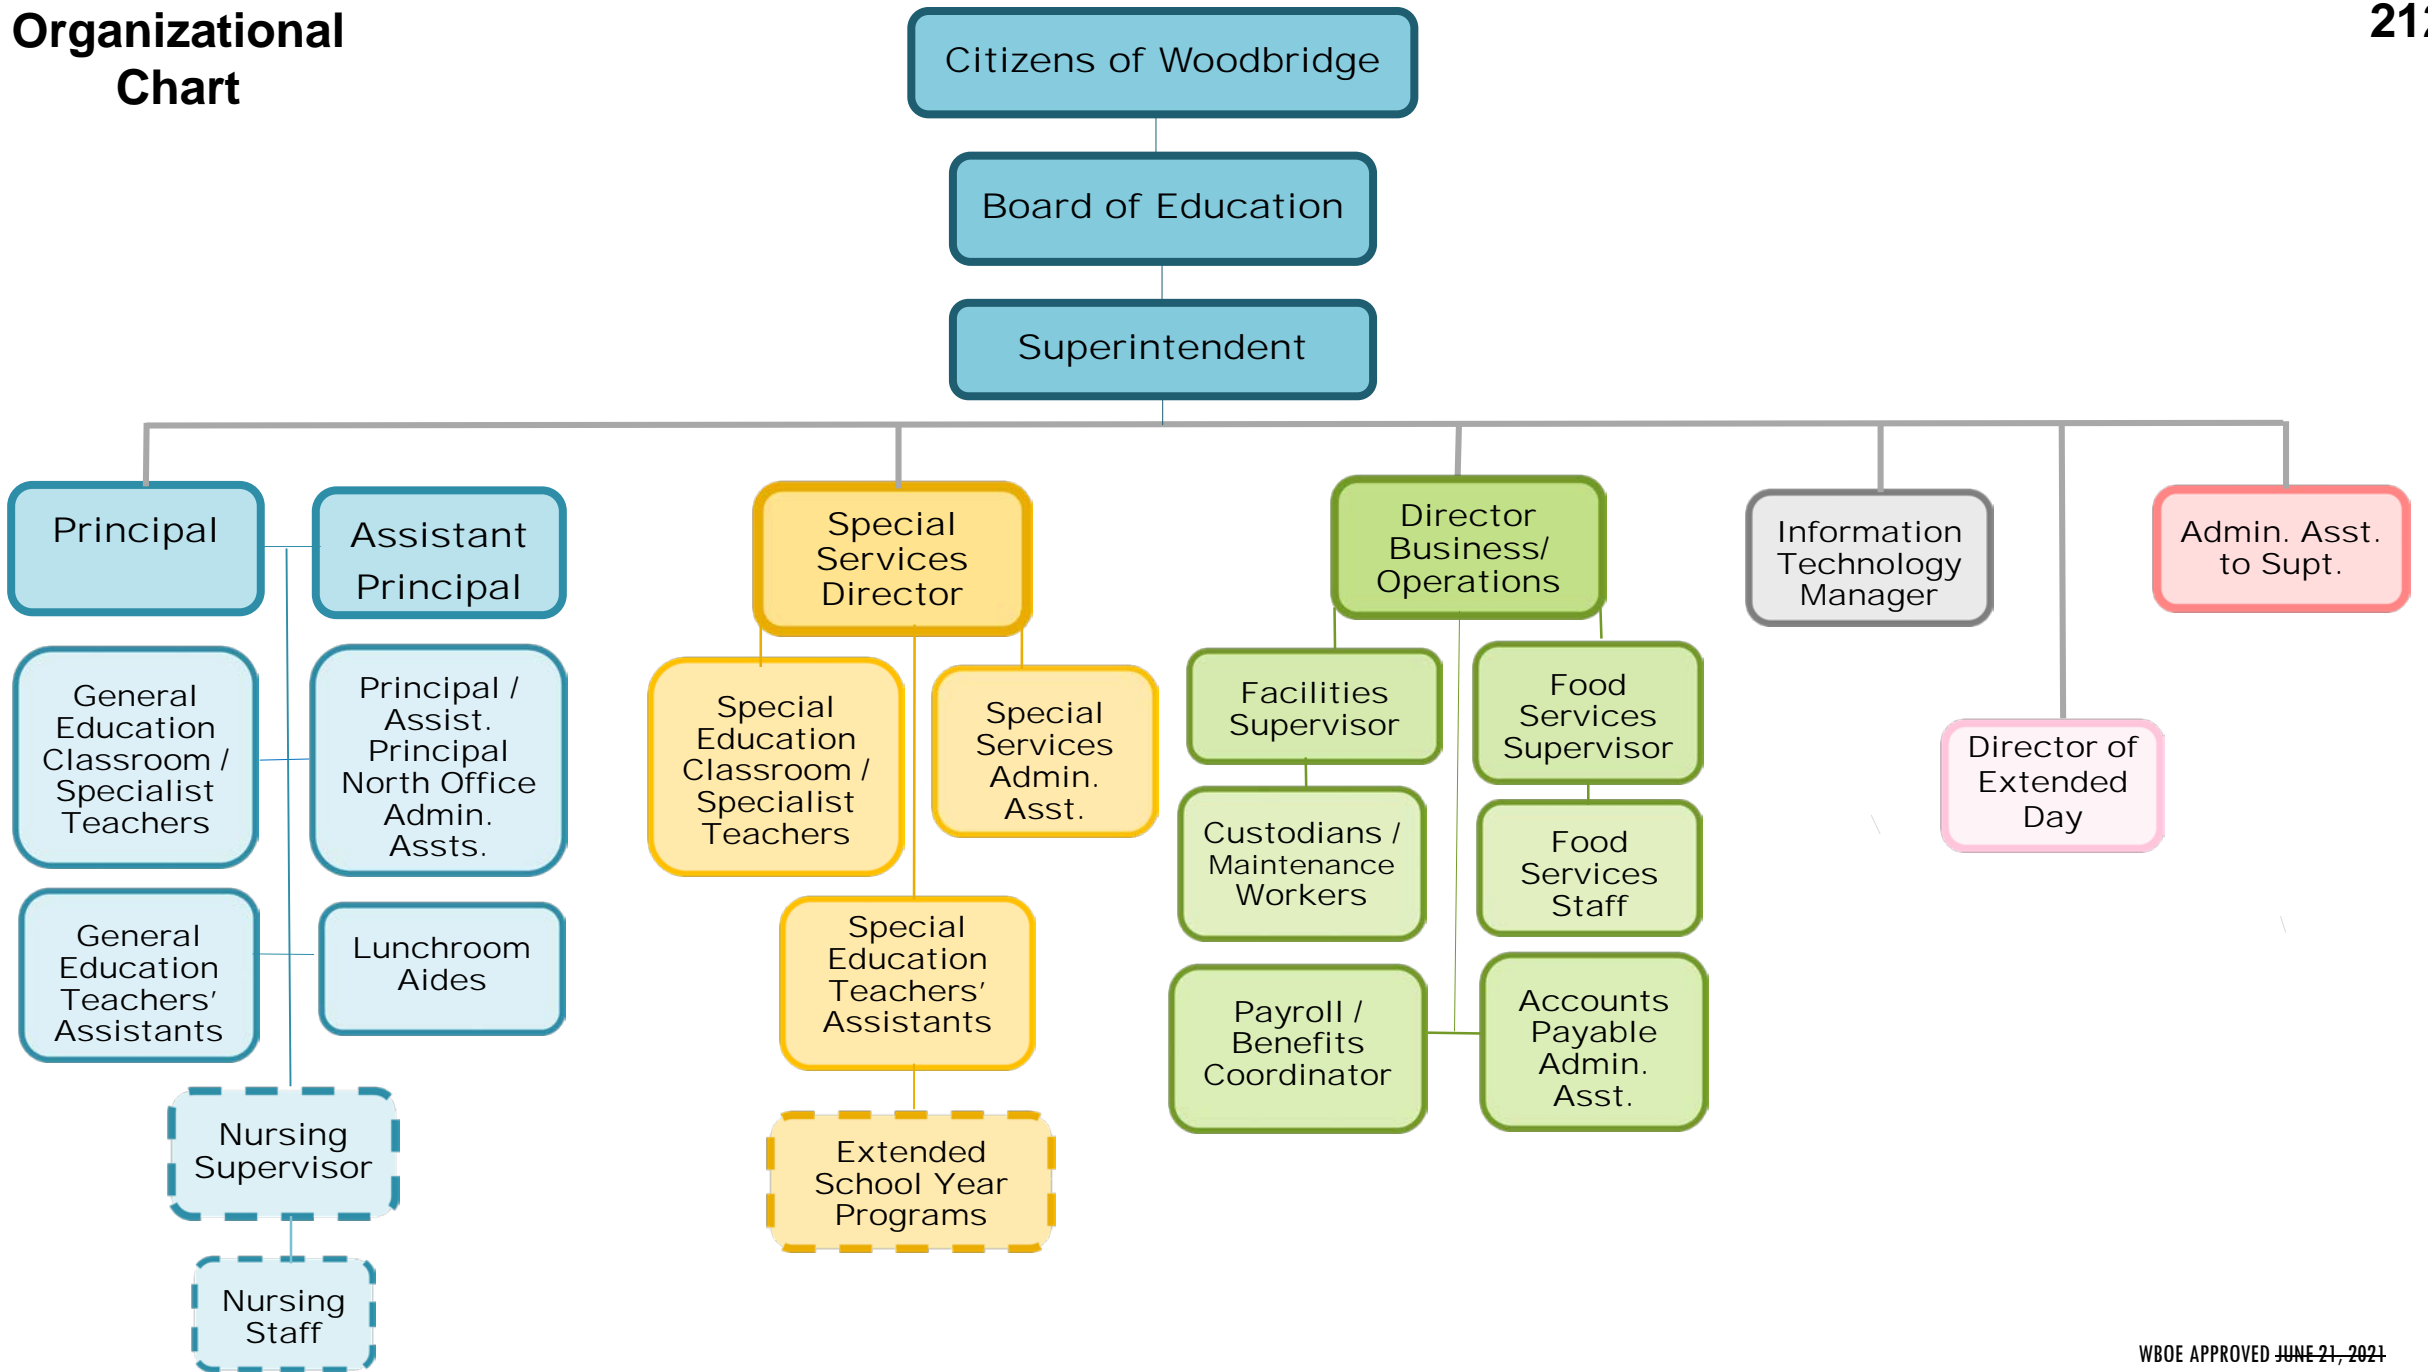 Organizational
Chart
212
Citizens of Woodbridge
Board of Education
Superintendent
Principal
Assistant
Principal
General
Education
Classroom /
Specialist
Teachers
Principal /
Assist.
Principal
North Office
Admin.
Assts.
General
Education
Teachers’
Assistants
Lunchroom
Aides
Nursing
Supervisor
Nursing
Staff
Special
Services
Director
Special
Education
Classroom /
Specialist
Teachers
Special
Services
Admin.
Asst.
Special
Education
Teachers’
Assistants
Extended
School Year
Programs
Director
Business/
Operations
Facilities
Supervisor
Food
Services
Supervisor
Custodians /
Maintenance
Workers
Food
Services
Staff
Payroll /
Benefits
Coordinator
Accounts
Payable
Admin.
Asst.
Information
Technology
Manager
Director of
Extended
Day
Admin. Asst.
to Supt.
WBOE APPROVED JUNE 21, 2021